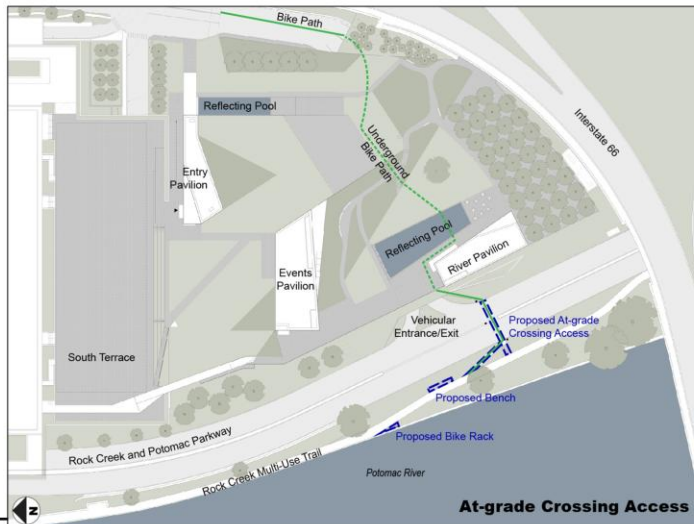 Bike Path
Interstate 66
Reflecting Pool
Underground
Bike Path
Entry
Pavilion
Reflecting Pool
River Pavilion
Events
Pavilion
Vehicular
Entrance/Exit
Proposed At-grade
Crossing Access
South Terrace
Proposed Bench
Proposed Bike Rack
Rock Creek and Potomac Parkway
Rock Creek Multi-Use Trail
Potomac River
N
At-grade Crossing Access